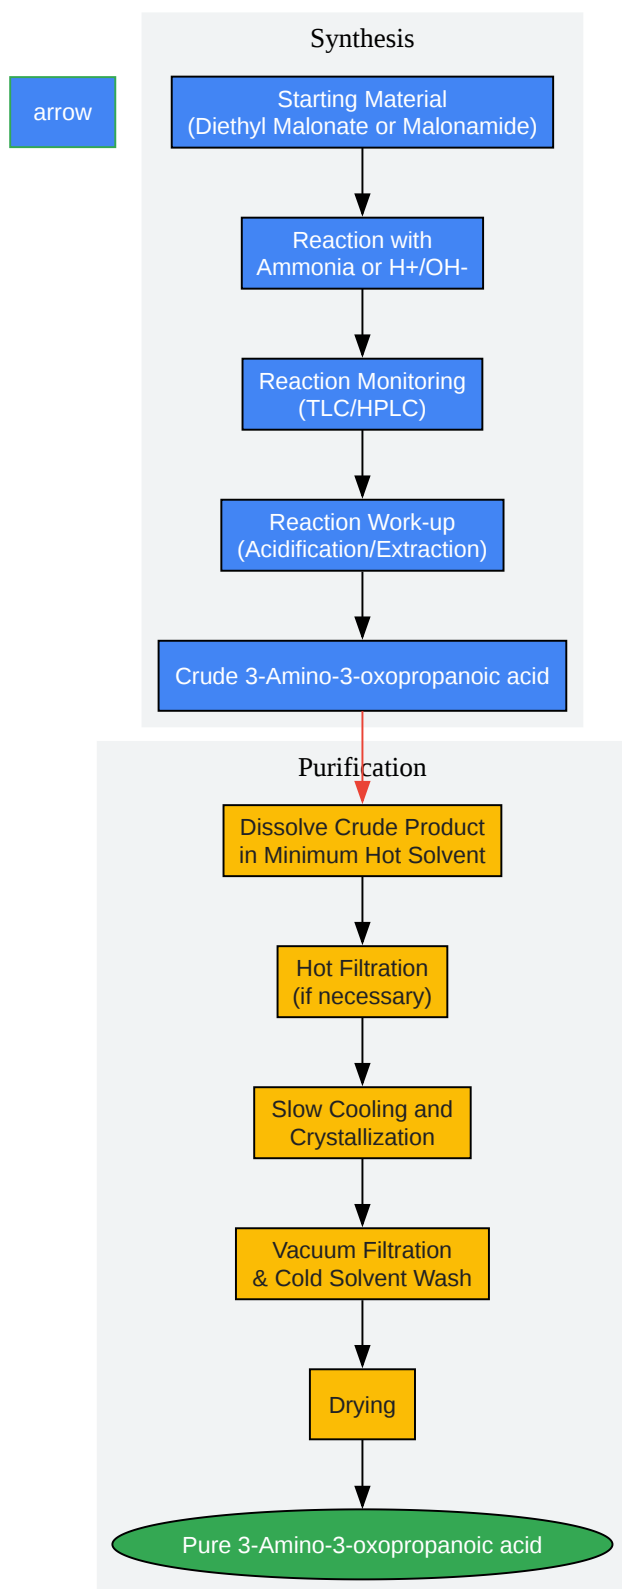 Synthesis
arrow
Starting Material
(Diethyl Malonate or Malonamide)
Reaction with
Ammonia or H+/OH-
Reaction Monitoring
(TLC/HPLC)
Reaction Work-up
(Acidification/Extraction)
Crude 3-Amino-3-oxopropanoic acid
Purification
Dissolve Crude Product
in Minimum Hot Solvent
Hot Filtration
(if necessary)
Slow Cooling and
Crystallization
Vacuum Filtration
& Cold Solvent Wash
Drying
Pure 3-Amino-3-oxopropanoic acid